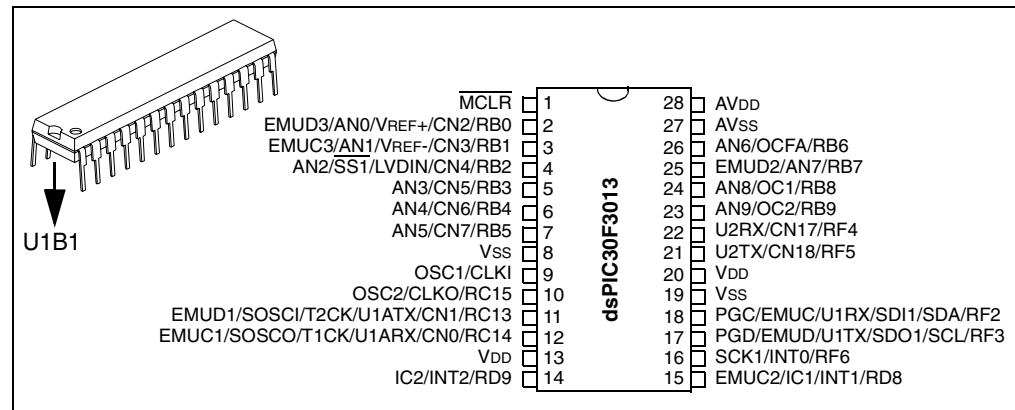 U1B1
MCLR 1
EMUD3/AN0/VREF+/CN2/RB0 2
EMUC3/AN1/VREF-/CN3/RB1 3
AN2/SS1/LVDIN/CN4/RB2 4
AN3/CN5/RB3 5
AN4/CN6/RB4 6
AN5/CN7/RB5 7
VSS 8
OSC1/CLKI 9
OSC2/CLKO/RC15 10
EMUD1/SOSCI/T2CK/U1ATX/CN1/RC13 11
EMUC1/SOSCO/T1CK/U1ARX/CN0/RC14 12
VDD 13
IC2/INT2/RD9 14
dsPIC30F3013
28 AVDD
27 AVSS
26 AN6/OCFA/RB6
25 EMUD2/AN7/RB7
24 AN8/OC1/RB8
23 AN9/OC2/RB9
22 U2RX/CN17/RF4
21 U2TX/CN18/RF5
20 VDD
19 VSS
18 PGC/EMUC/U1RX/SDI1/SDA/RF2
17 PGD/EMUD/U1TX/SDO1/SCL/RF3
16 SCK1/INT0/RF6
15 EMUC2/IC1/INT1/RD8